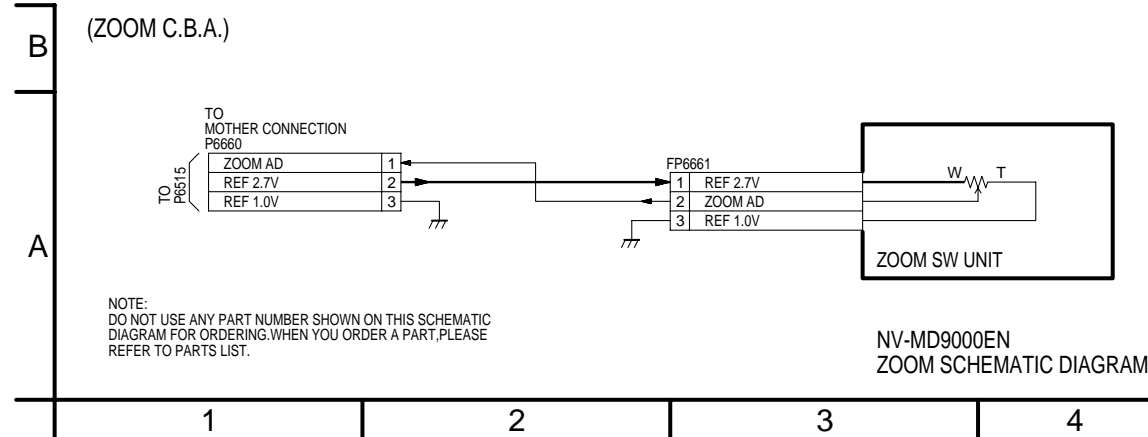 B
(ZOOM C.B.A.)
TO
MOTHER CONNECTION
P6660
TO
P6515
ZOOM AD 1
REF 2.7V 2
REF 1.0V 3
FP6661
1 REF 2.7V
2 ZOOM AD
3 REF 1.0V
W T
ZOOM SW UNIT
A
NOTE:
DO NOT USE ANY PART NUMBER SHOWN ON THIS SCHEMATIC
DIAGRAM FOR ORDERING.WHEN YOU ORDER A PART,PLEASE
REFER TO PARTS LIST.
NV-MD9000EN
ZOOM SCHEMATIC DIAGRAM
1 2 3 4